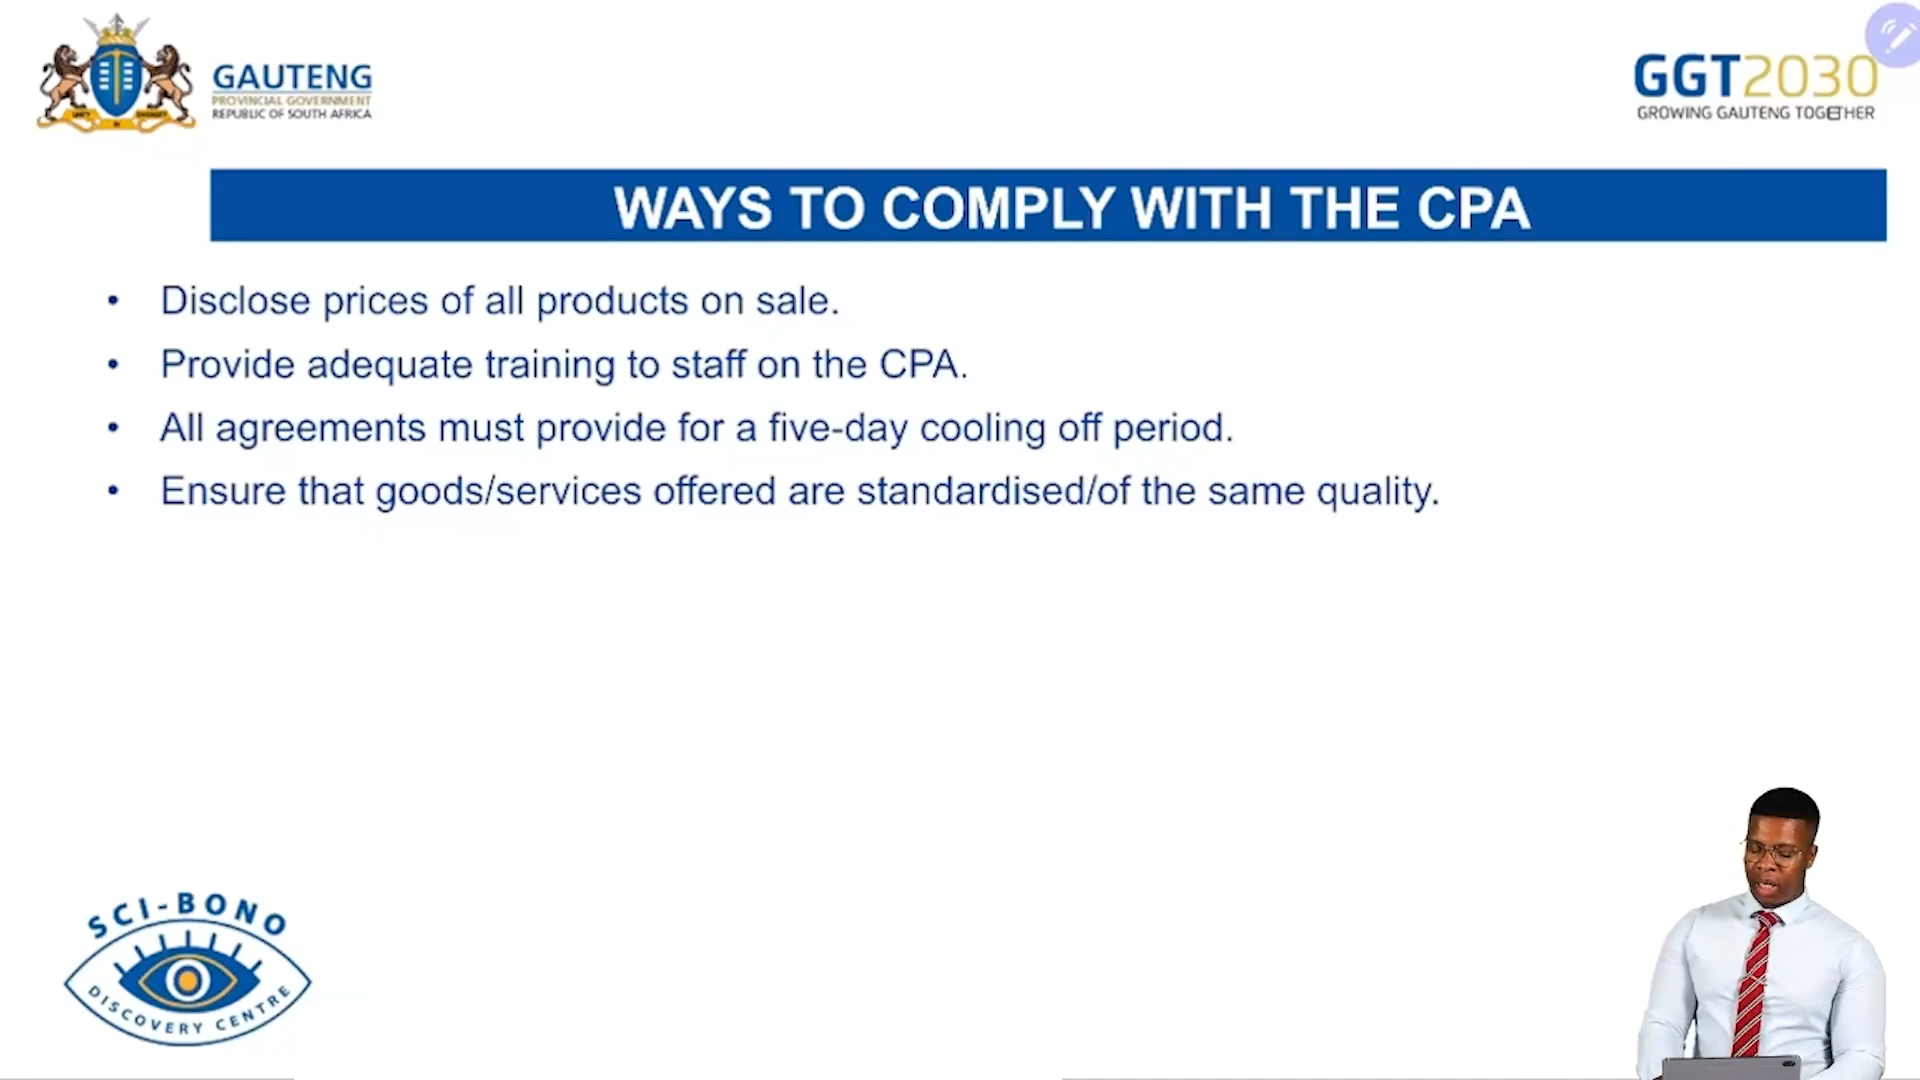 GAUTENG
PROVINCIAL GOVERNMENT
REPUBLIC OF SOUTH AFRICA
GGT2030
GROWING GAUTENG TOGETHER
WAYS TO COMPLY WITH THE CPA
• Disclose prices of all products on sale.
• Provide adequate training to staff on the CPA.
• All agreements must provide for a five-day cooling off period.
• Ensure that goods/services offered are standardised/of the same quality.
SCI-BONO
DISCOVERY CENTRE